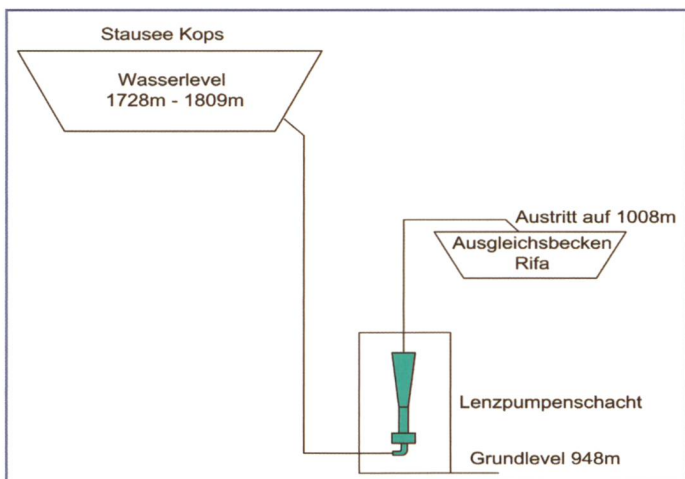 Stausee Kops
Wasserlevel
1728m - 1809m
Austritt auf 1008m
Ausgleichsbecken
Rifa
Lenzpumpenschacht
Grundlevel 948m